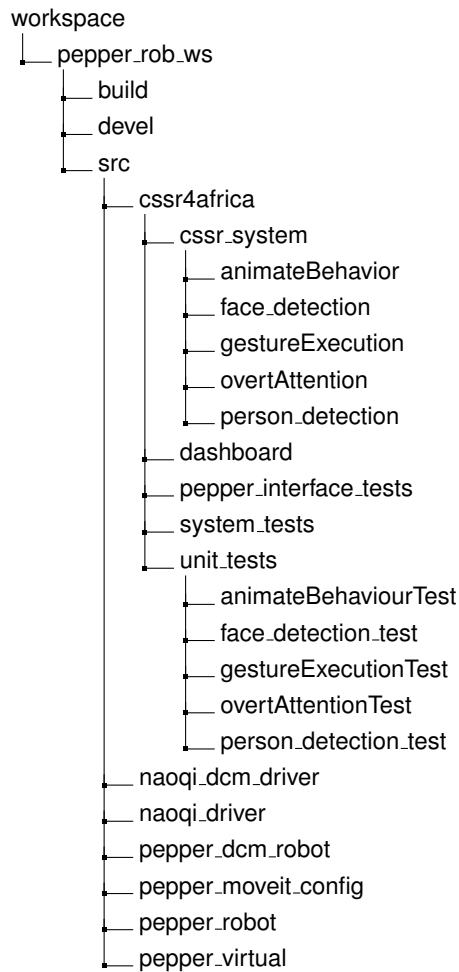 workspace
pepper_rob_ws
build
devel
src
cssr4africa
cssr_system
animateBehavior
face_detection
gestureExecution
overtAttention
person_detection
dashboard
pepper_interface_tests
system_tests
unit_tests
animateBehaviourTest
face_detection_test
gestureExecutionTest
overtAttentionTest
person_detection_test
naoqi_dcm_driver
naoqi_driver
pepper_dcm_robot
pepper_moveit_config
pepper_robot
pepper_virtual